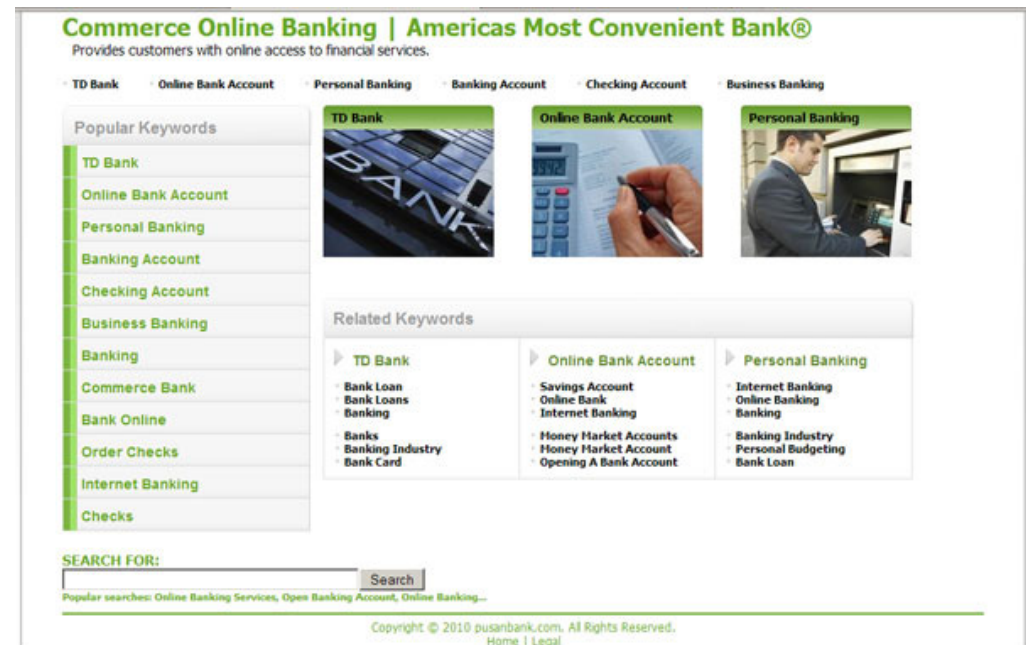 Commerce Online Banking | Americas Most Convenient Bank®
Provides customers with online access to financial services.
TD Bank Online Bank Account Personal Banking Banking Account Checking Account Business Banking
Popular Keywords
TD Bank
Online Bank Account
Personal Banking
Banking Account
Checking Account
Business Banking
Banking
Commerce Bank
Bank Online
Order Checks
Internet Banking
Checks
TD Bank Online Bank Account Personal Banking
BANK
Related Keywords
TD Bank
Bank Loan
Bank Loans
Banking
Banks
Banking Industry
Bank Card
Online Bank Account
Savings Account
Online Bank
Internet Banking
Money Market Accounts
Money Market Account
Opening A Bank Account
Personal Banking
Internet Banking
Online Banking
Banking
Banking Industry
Personal Budgeting
Bank Loan
SEARCH FOR:
Search
Popular searches: Online Banking Services, Open Banking Account, Online Banking...
Copyright © 2010 pusanbank.com. All Rights Reserved.
Home | Legal